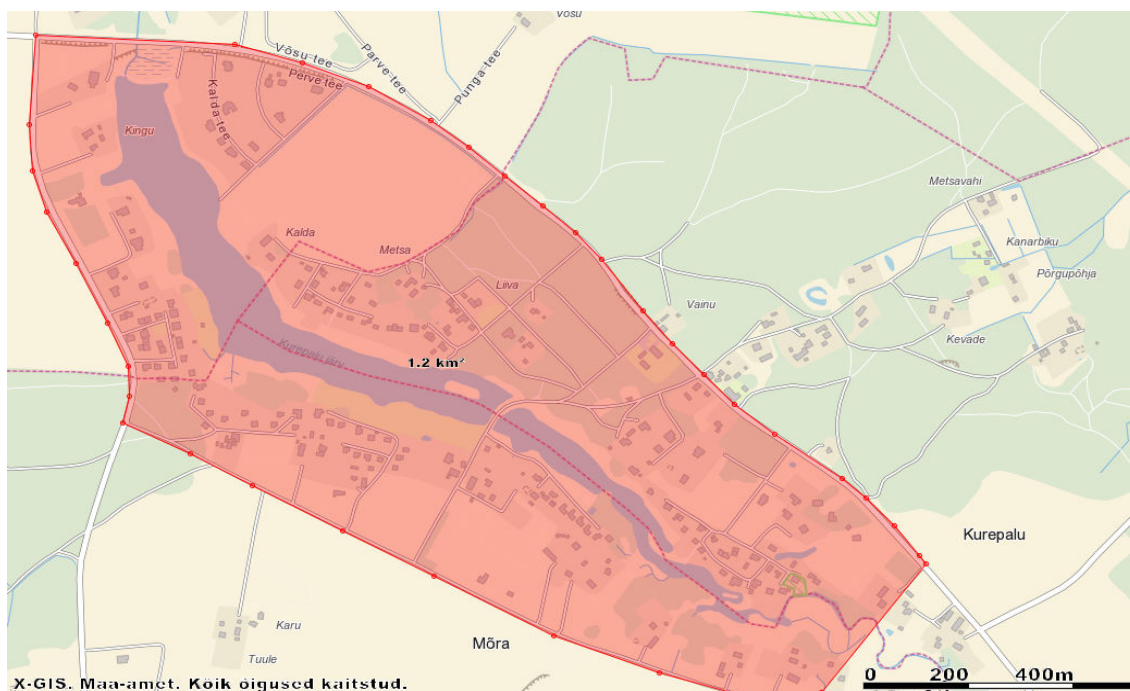 Võsu
Võsu-tee
Parve-tee
Punga-tee
Perve-tee
Kalda-tee
Kingu
Metsavahi
Kanarbiku
Põrgupõhja
Kalda
Metsa
Liiva
Vainu
Kevade
Kurepalu järv
1.2 km²
Kurepalu
Karu
Mõra
Tuule
X-GIS. Maa-amet. Kõik õigused kaitstud.
0 200 400m